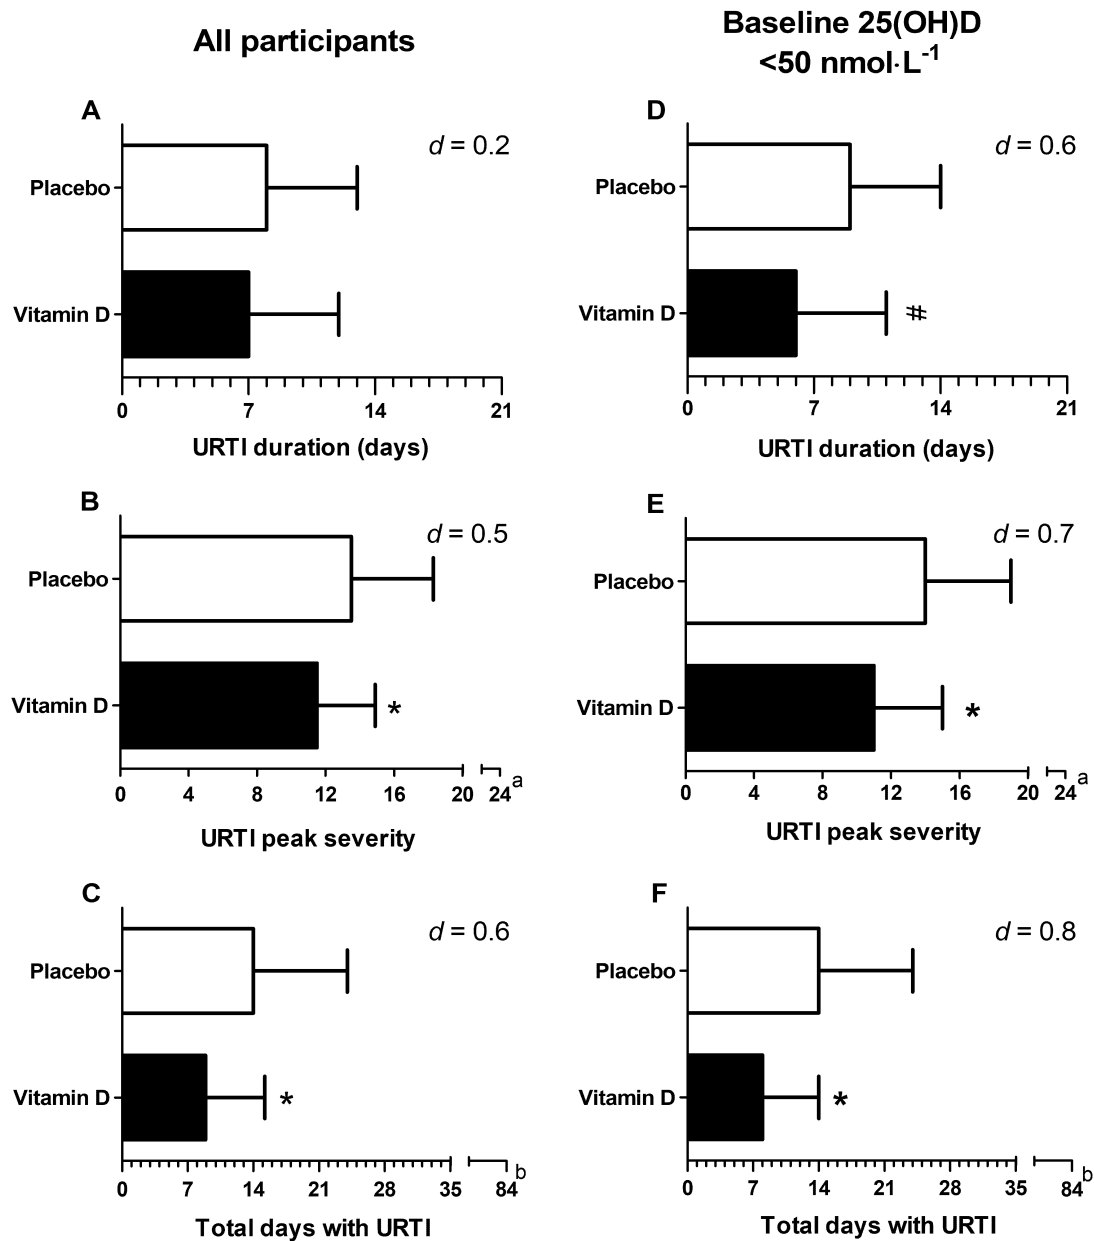 All participants
Baseline 25(OH)D
<50 nmol·L-1
A
d = 0.2
Placebo
Vitamin D
0 7 14 21
URTI duration (days)
D
d = 0.6
Placebo
Vitamin D
#
0 7 14 21
URTI duration (days)
B
d = 0.5
Placebo
Vitamin D
*
0 4 8 12 16 20 24 a
URTI peak severity
E
d = 0.7
Placebo
Vitamin D
*
0 4 8 12 16 20 24 a
URTI peak severity
C
d = 0.6
Placebo
Vitamin D
*
0 7 14 21 28 35 84 b
Total days with URTI
F
d = 0.8
Placebo
Vitamin D
*
0 7 14 21 28 35 84 b
Total days with URTI